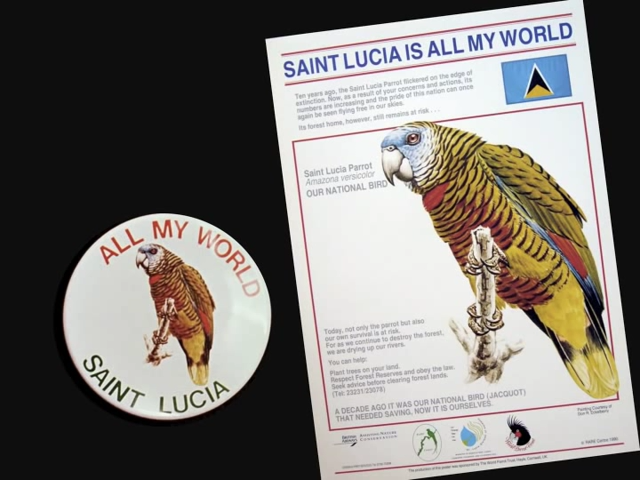 ALL MY WORLD
SAINT LUCIA
SAINT LUCIA IS ALL MY WORLD
Ten years ago, the Saint Lucia Parrot flickered on the edge of
extinction. Now, as a result of your concerns and actions, its
numbers are increasing and the pride of this nation can once
again be seen flying free in our skies.
Its forest home, however, still remains at risk . . .
Saint Lucia Parrot
Amazona versicolor
OUR NATIONAL BIRD
Today, not only the parrot but also
our own survival is at risk.
For as we continue to destroy the forest,
we are drying up our rivers.
You can help:
Plant trees on your land.
Respect Forest Reserves and obey the law.
Seek advice before clearing forest lands.
(Tel: 23231/23078)
A DECADE AGO IT WAS OUR NATIONAL BIRD (JACQUOT)
THAT NEEDED SAVING, NOW IT IS OURSELVES.
Painting Courtesy of